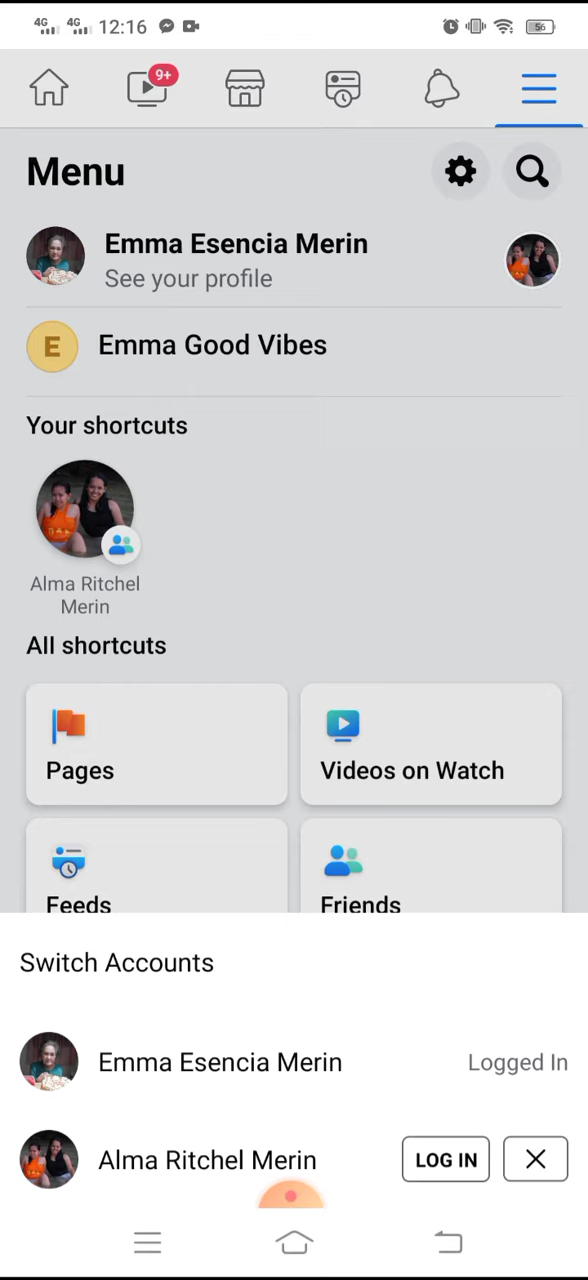 4G 4G 12:16 56
9+
Menu
Emma Esencia Merin
See your profile
E Emma Good Vibes
Your shortcuts
Alma Ritchel
Merin
All shortcuts
Pages Videos on Watch
Feeds Friends
Switch Accounts
Emma Esencia Merin Logged In
Alma Ritchel Merin LOG IN